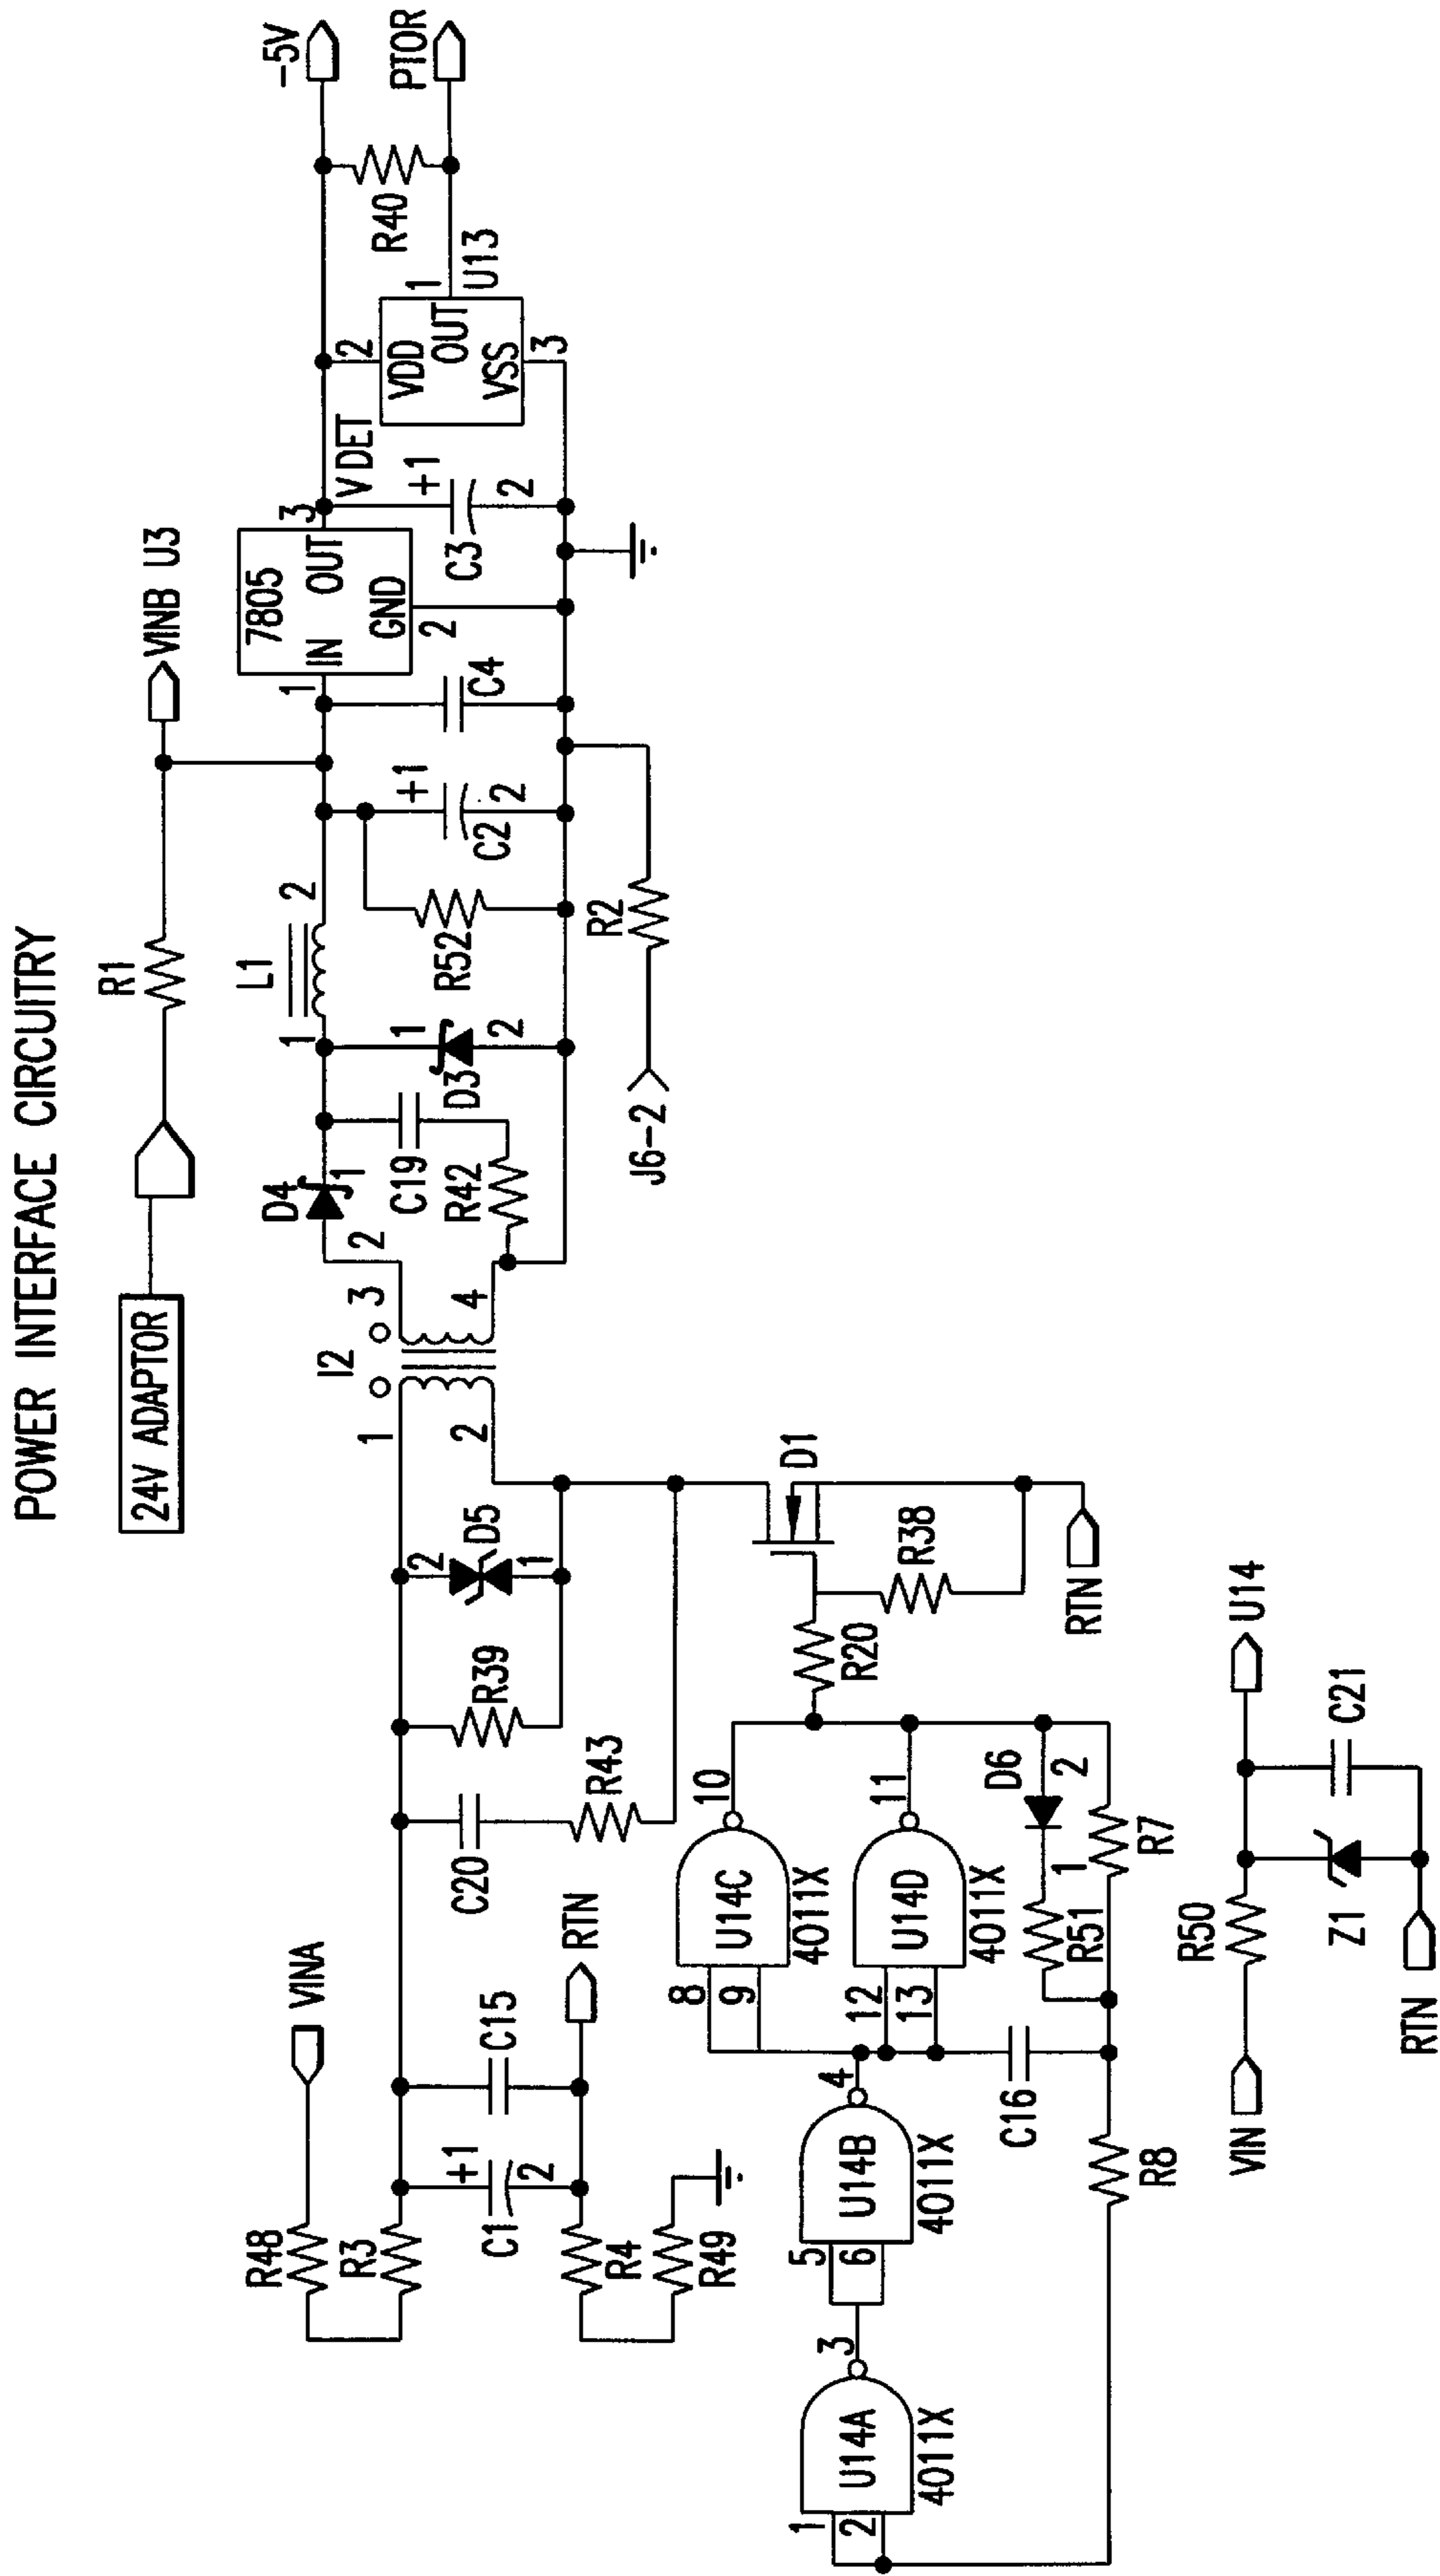 POWER INTERFACE CIRCUITRY
24V ADAPTOR
R1
VINB U3
-5V
PTOR
7805
IN
OUT
GND
1
3
2
V DET
VDD
OUT
VSS
2
1
3
U13
R40
L1
1
2
D4
1
2
C19
R42
D3
1
2
R52
C2
+1
2
C4
C3
+1
2
R2
J6-2
I2
1
2
3
4
D5
2
1
R39
C20
R43
VINA
R48
R3
C1
+1
2
C15
RTN
R4
R49
D1
R38
R20
RTN
U14A
4011X
1
2
3
U14B
4011X
5
6
4
U14C
4011X
8
9
10
U14D
4011X
12
13
11
D6
2
1
R51
R7
C16
R8
VIN
R50
U14
Z1
C21
RTN